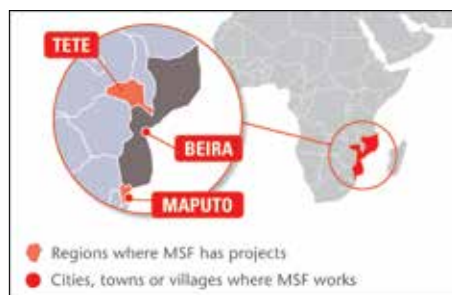 TETE
BEIRA
MAPUTO
Regions where MSF has projects
Cities, towns or villages where MSF works